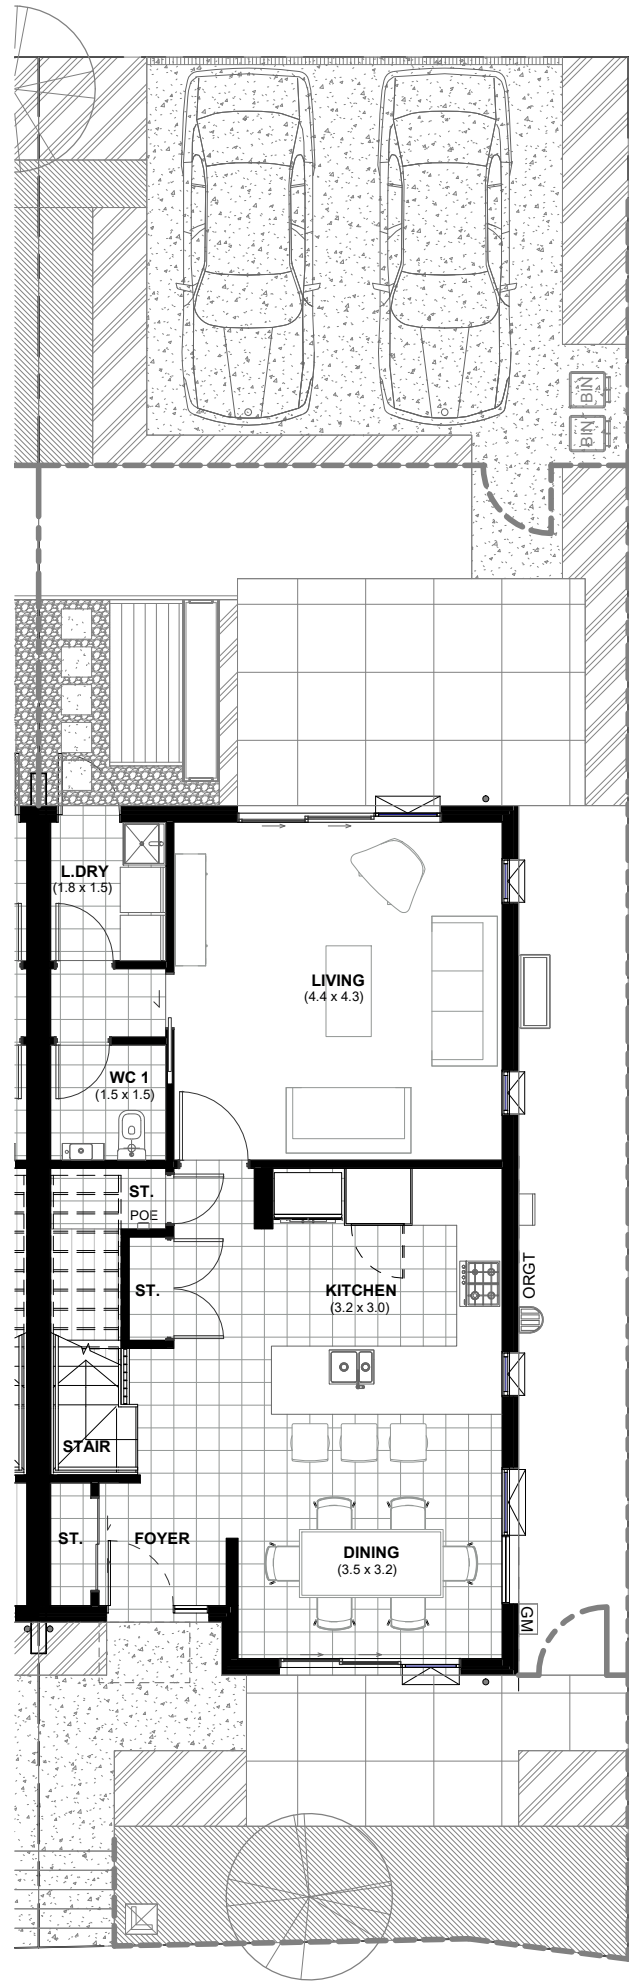 BIN
BIN
L.DRY
(1.8 x 1.5)
LIVING
(4.4 x 4.3)
WC 1
(1.5 x 1.5)
ST.
POE
ST.
KITCHEN
(3.2 x 3.0)
ORGT
STAIR
ST.
FOYER
DINING
(3.5 x 3.2)
GM
L